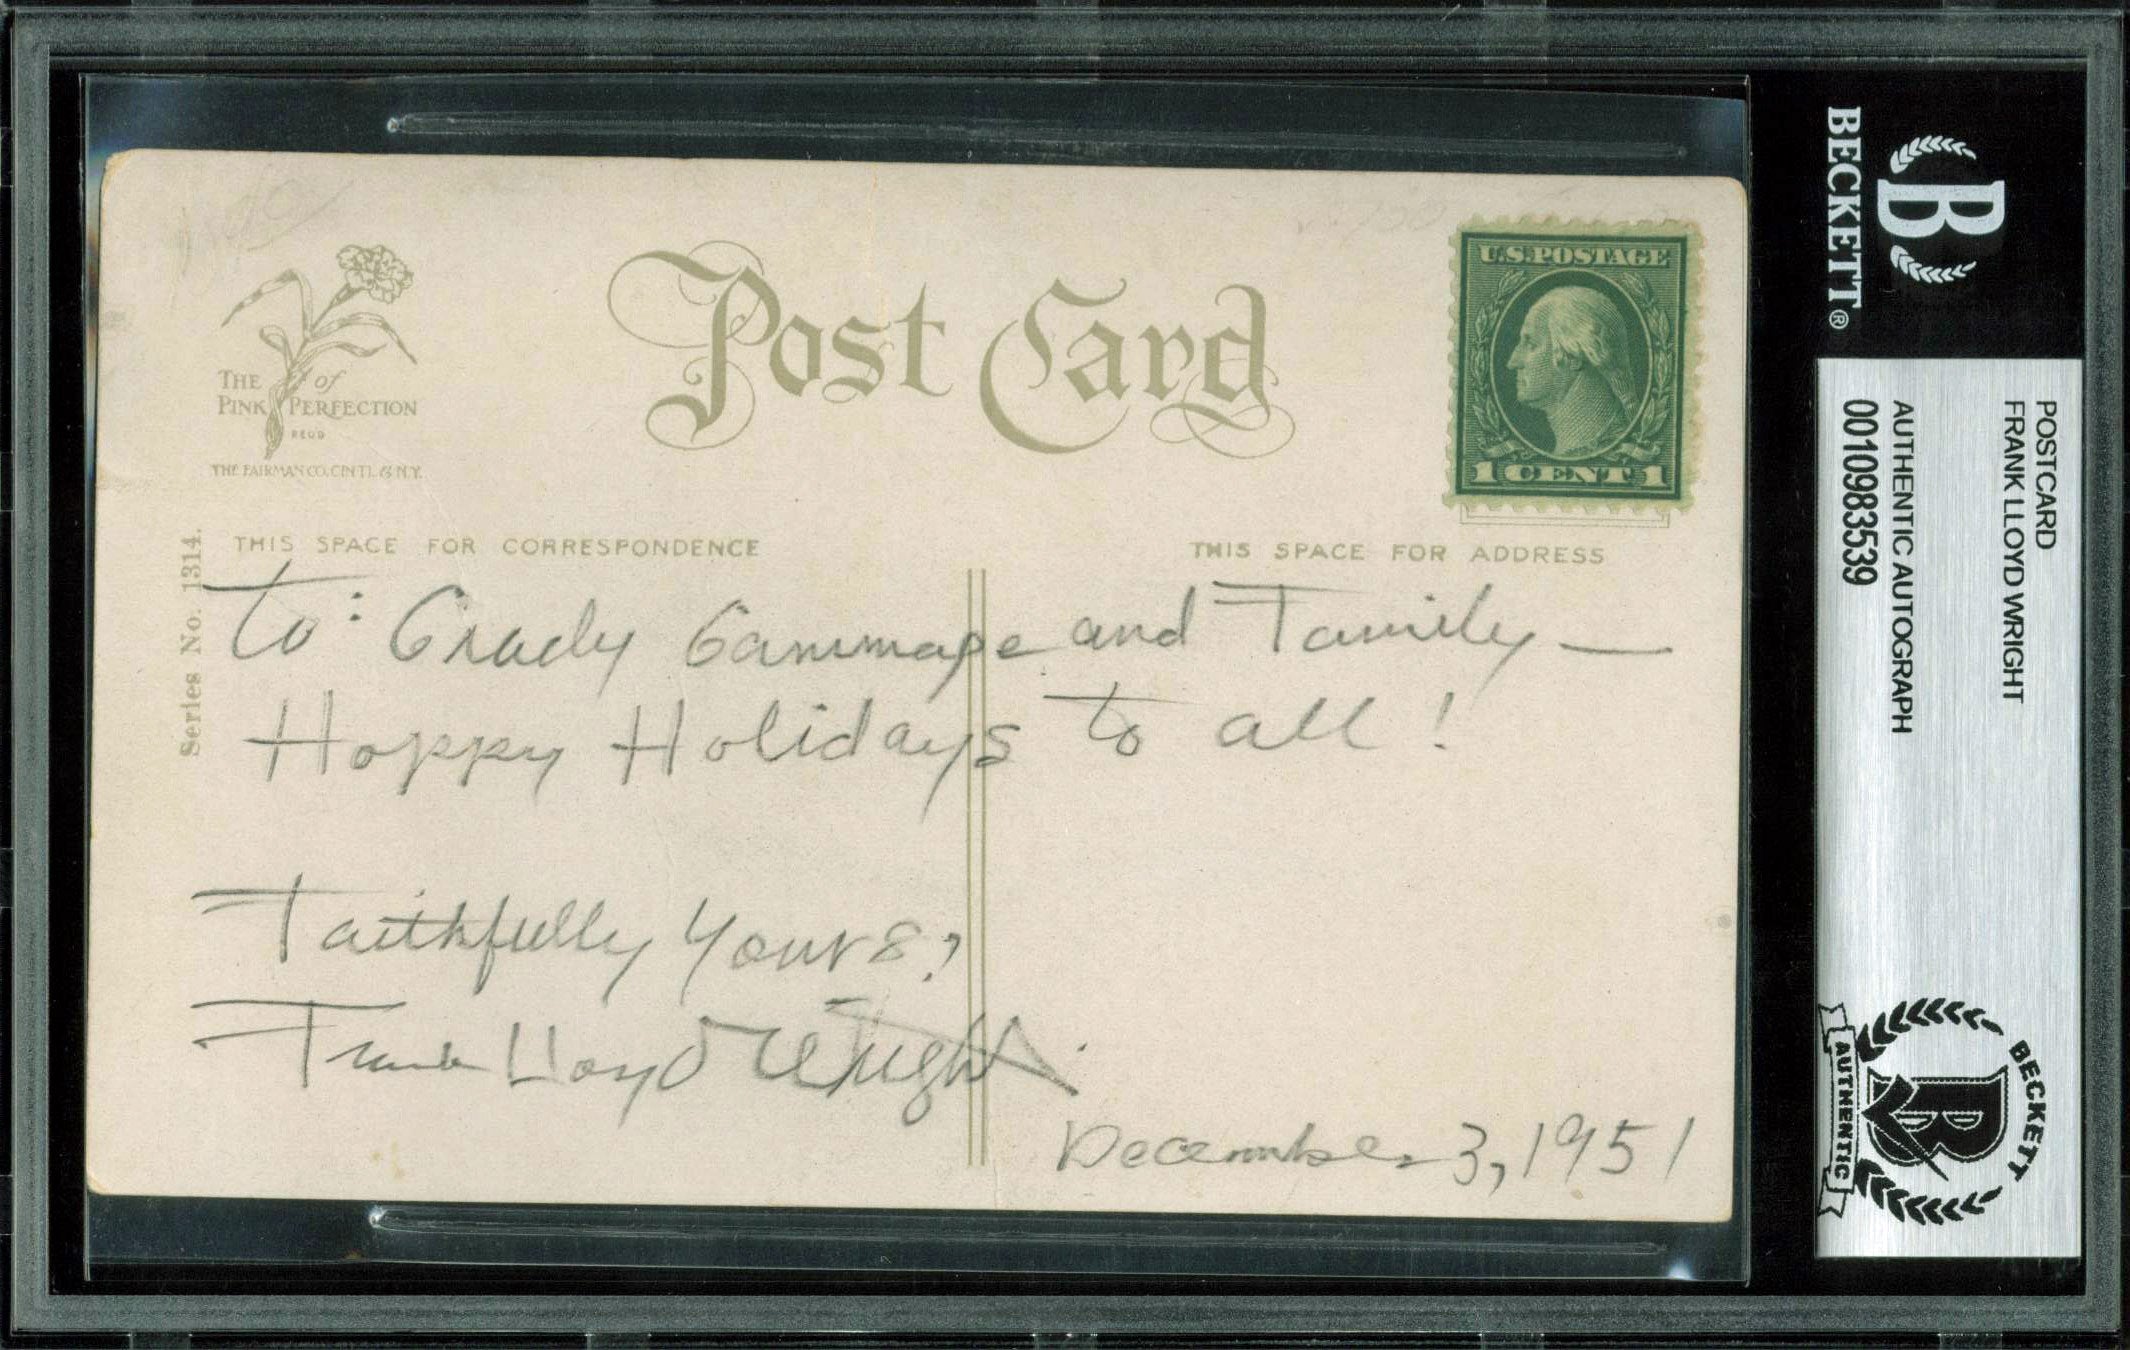 THE of
PINK PERFECTION
REUD
THE FAIRMAN CO. CIN'TI. & N.Y.
Post Card
U.S. POSTAGE
1 CENT 1
THIS SPACE FOR CORRESPONDENCE
THIS SPACE FOR ADDRESS
Series No. 1314.
To: Grady Gammage and Family —
Happy Holidays to all!
Faithfully Yours,
Frank Lloyd Wright
December 3, 1951
B
BECKETT®
POSTCARD
FRANK LLOYD WRIGHT
AUTHENTIC AUTOGRAPH
0010983539
BECKETT
B
AUTHENTIC